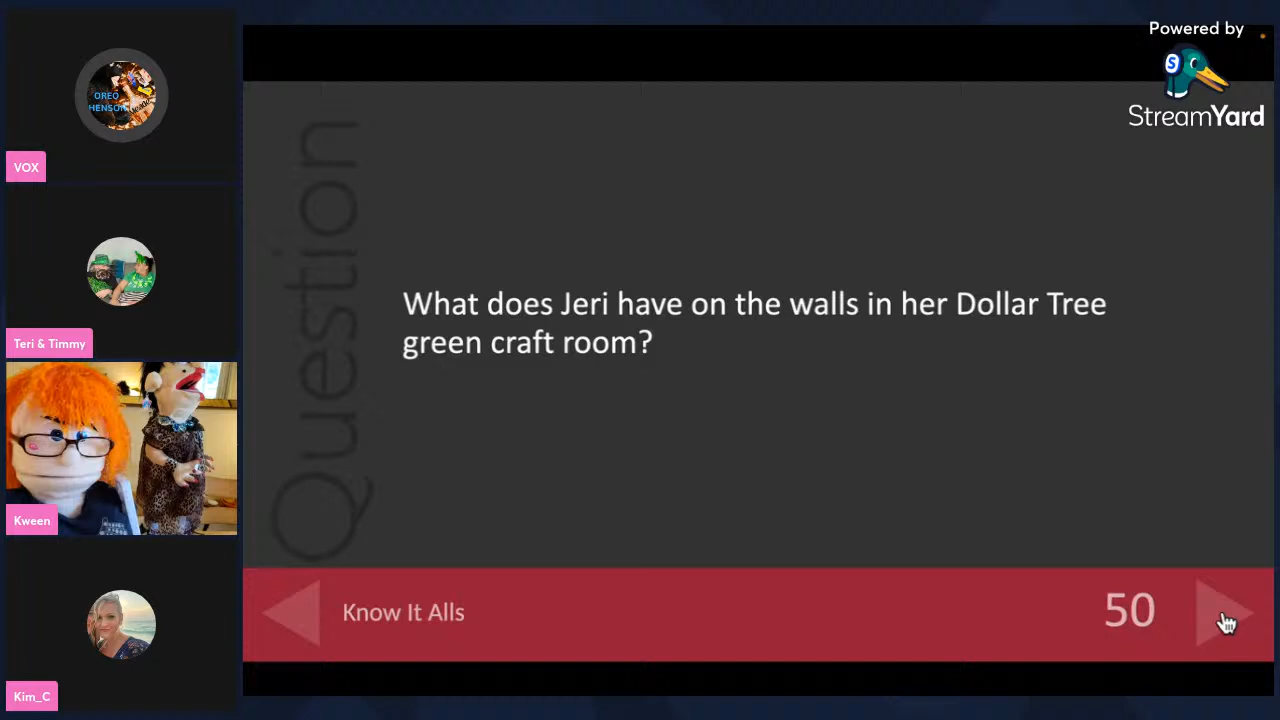 Powered by
StreamYard
OREO
HENSON
VOX
Teri & Timmy
Kween
Kim_C
Question
What does Jeri have on the walls in her Dollar Tree
green craft room?
Know It Alls
50